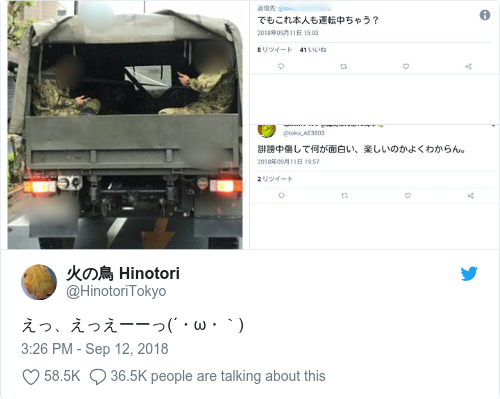 返信先:
でもこれ本人も運転中ちゃう？
2018年09月11日 15:03
8 リツイート 41 いいね
@toku_AE3803
誹謗中傷して何が面白い、楽しいのかよくわからん。
2018年09月11日 19:57
2 リツイート
火の鳥 Hinotori
@HinotoriTokyo
えっ、えっえーーっ(´・ω・｀)
3:26 PM - Sep 12, 2018
58.5K 36.5K people are talking about this